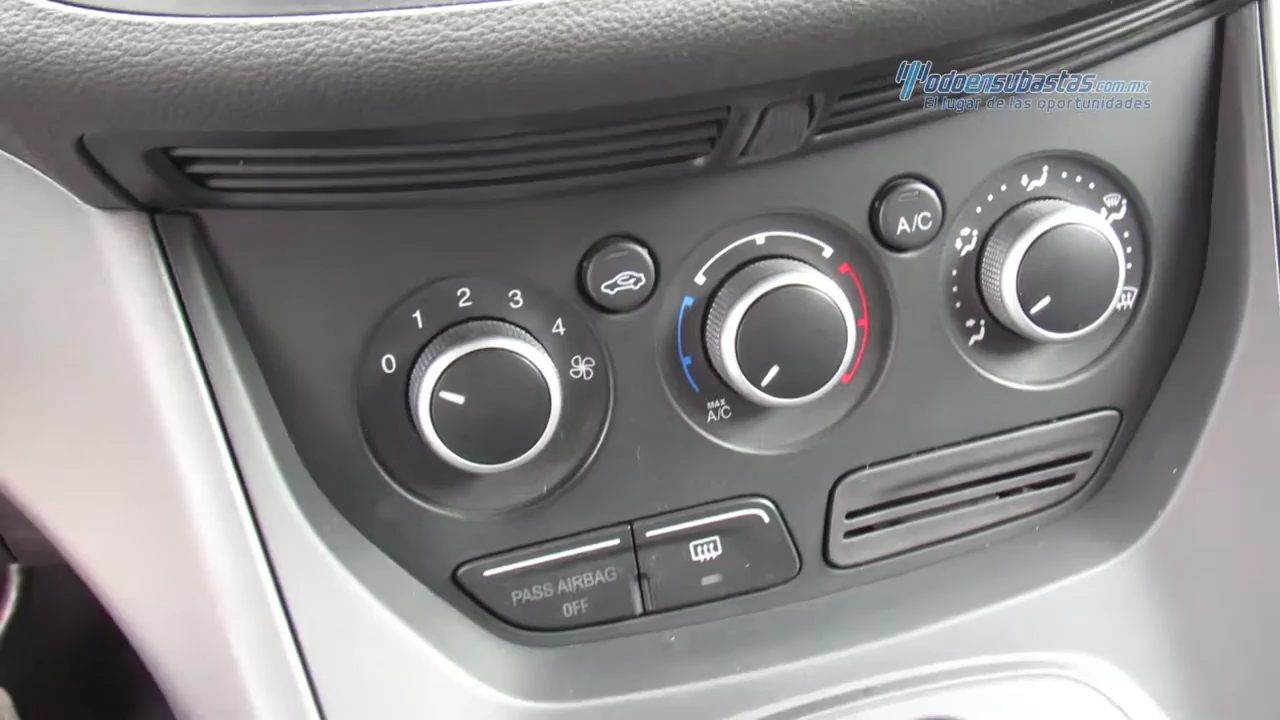 Todoensubastas.com.mx
El lugar de las oportunidades
A/C
0 1 2 3 4
MAX
A/C
PASS AIRBAG
OFF